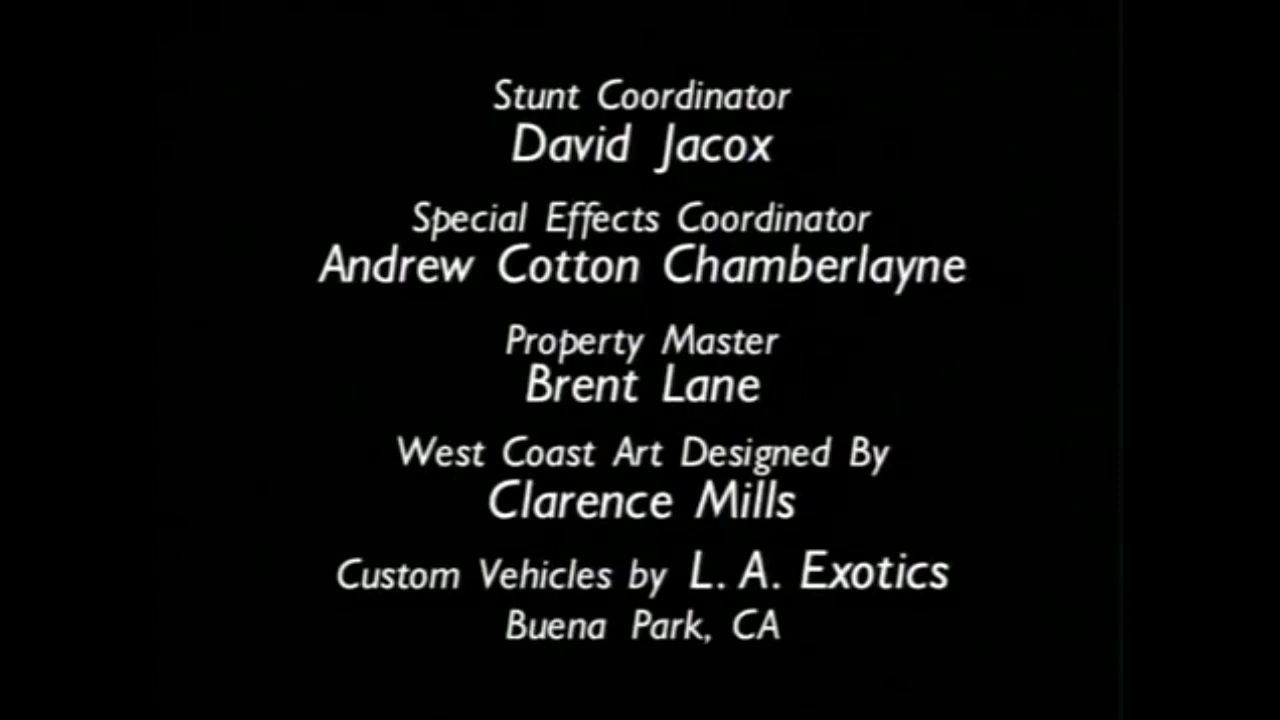 Stunt Coordinator
David Jacox
Special Effects Coordinator
Andrew Cotton Chamberlayne
Property Master
Brent Lane
West Coast Art Designed By
Clarence Mills
Custom Vehicles by L. A. Exotics
Buena Park, CA